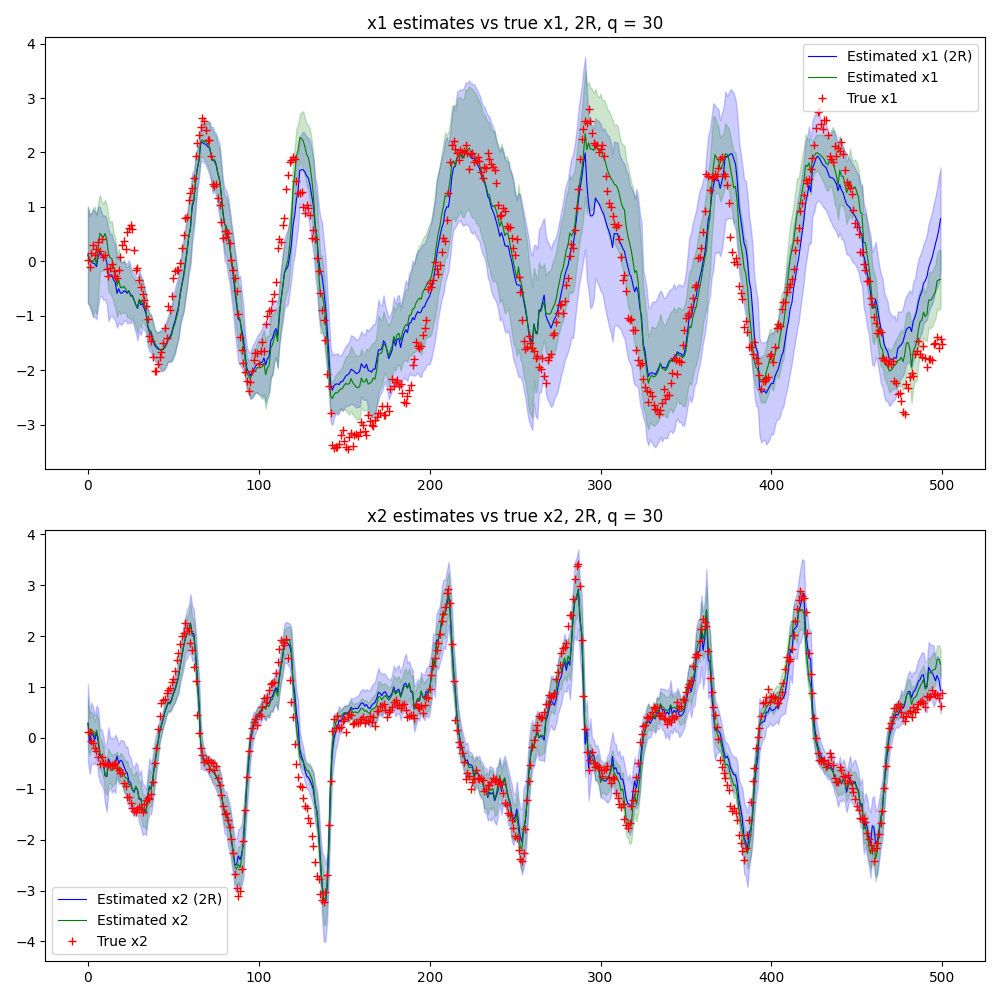 x1 estimates vs true x1, 2R, q = 30
4
3
2
1
0
−1
−2
−3
Estimated x1 (2R)
Estimated x1
True x1
0 100 200 300 400 500
x2 estimates vs true x2, 2R, q = 30
4
3
2
1
0
−1
−2
−3
−4
Estimated x2 (2R)
Estimated x2
True x2
0 100 200 300 400 500